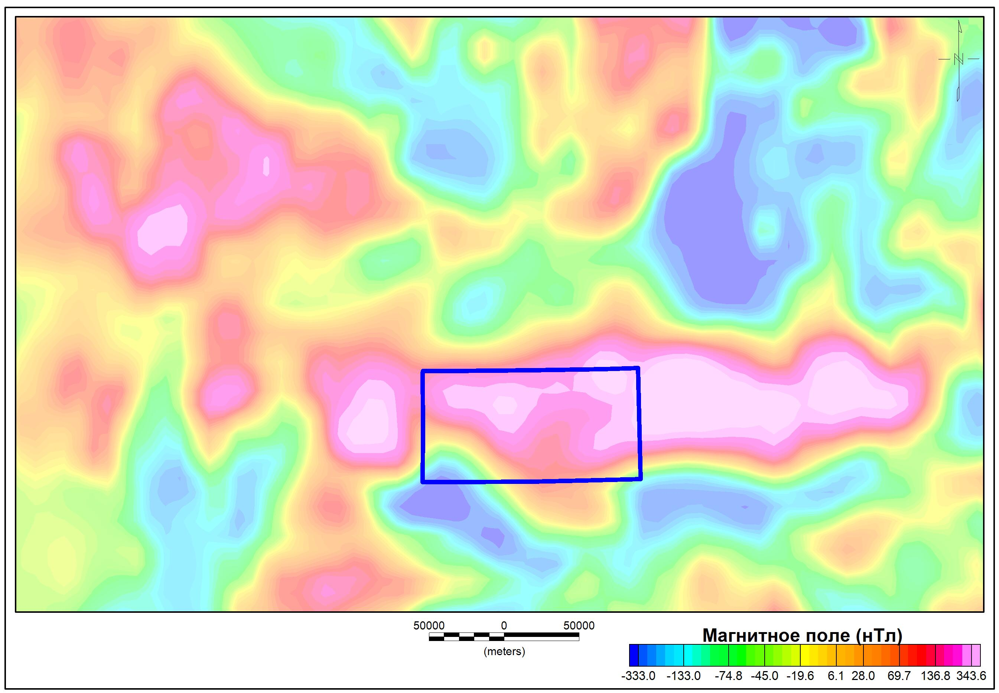 N
50000 0 50000
(meters)
Магнитное поле (нТл)
-333.0 -133.0 -74.8 -45.0 -19.6 6.1 28.0 69.7 136.8 343.6